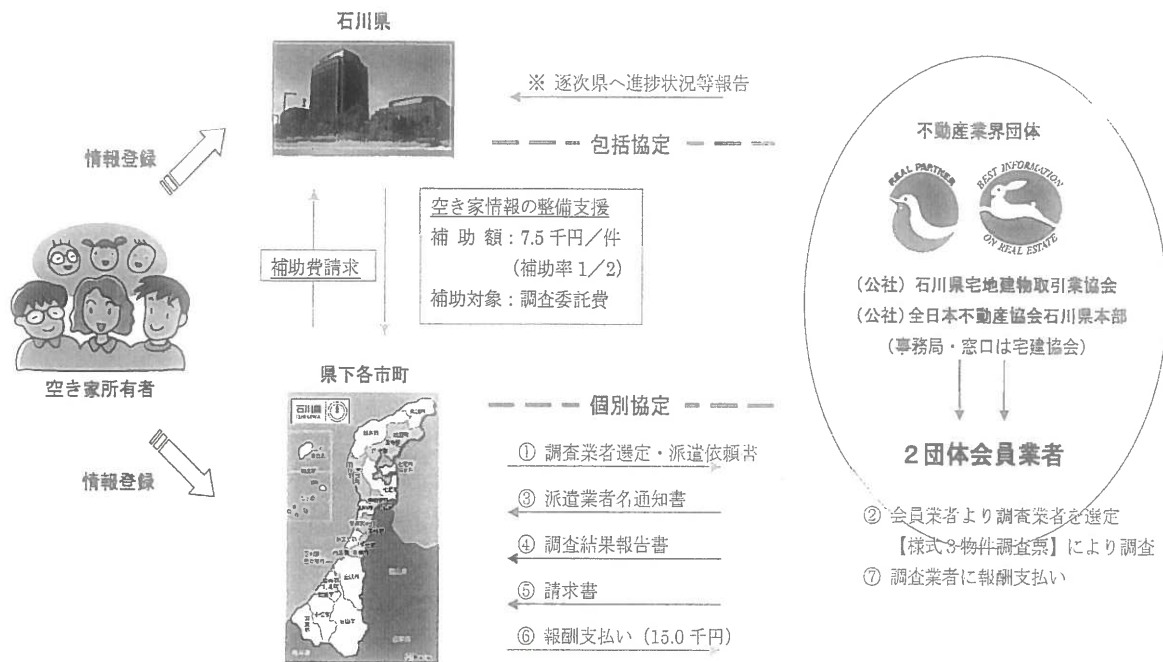 石川県
※ 逐次県へ進捗状況等報告
包括協定
情報登録
空き家情報の整備支援
補助額：7.5千円／件
（補助率1／2）
補助対象：調査委託費
補助費請求
空き家所有者
情報登録
県下各市町
石川県
個別協定
① 調査業者選定・派遣依頼書
③ 派遣業者名通知書
④ 調査結果報告書
⑤ 請求書
⑥ 報酬支払い（15.0千円）
不動産業界団体
REAL PARTNER
BEST INFORMATION
ON REAL ESTATE
（公社）石川県宅地建物取引業協会
（公社）全日本不動産協会石川県本部
（事務局・窓口は宅建協会）
２団体会員業者
② 会員業者より調査業者を選定
【様式３物件調査票】により調査
⑦ 調査業者に報酬支払い